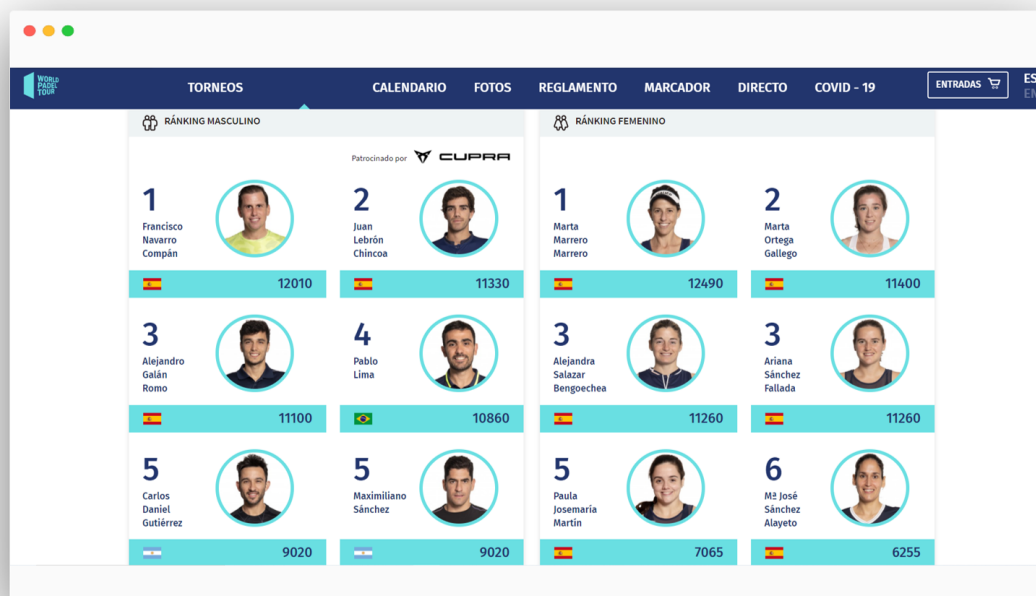 WORLD
PADEL
TOUR
TORNEOS
CALENDARIO
FOTOS
REGLAMENTO
MARCADOR
DIRECTO
COVID - 19
ENTRADAS
ES
EN
RÁNKING MASCULINO
Patrocinado por CUPRA
1
Francisco
Navarro
Compán
12010
2
Juan
Lebrón
Chincoa
11330
3
Alejandro
Galán
Romo
11100
4
Pablo
Lima
10860
5
Carlos
Daniel
Gutiérrez
9020
5
Maximiliano
Sánchez
9020
RÁNKING FEMENINO
1
Marta
Marrero
Marrero
12490
2
Marta
Ortega
Gallego
11400
3
Alejandra
Salazar
Bengoechea
11260
3
Ariana
Sánchez
Fallada
11260
5
Paula
Josemaría
Martín
7065
6
Mª José
Sánchez
Alayeto
6255